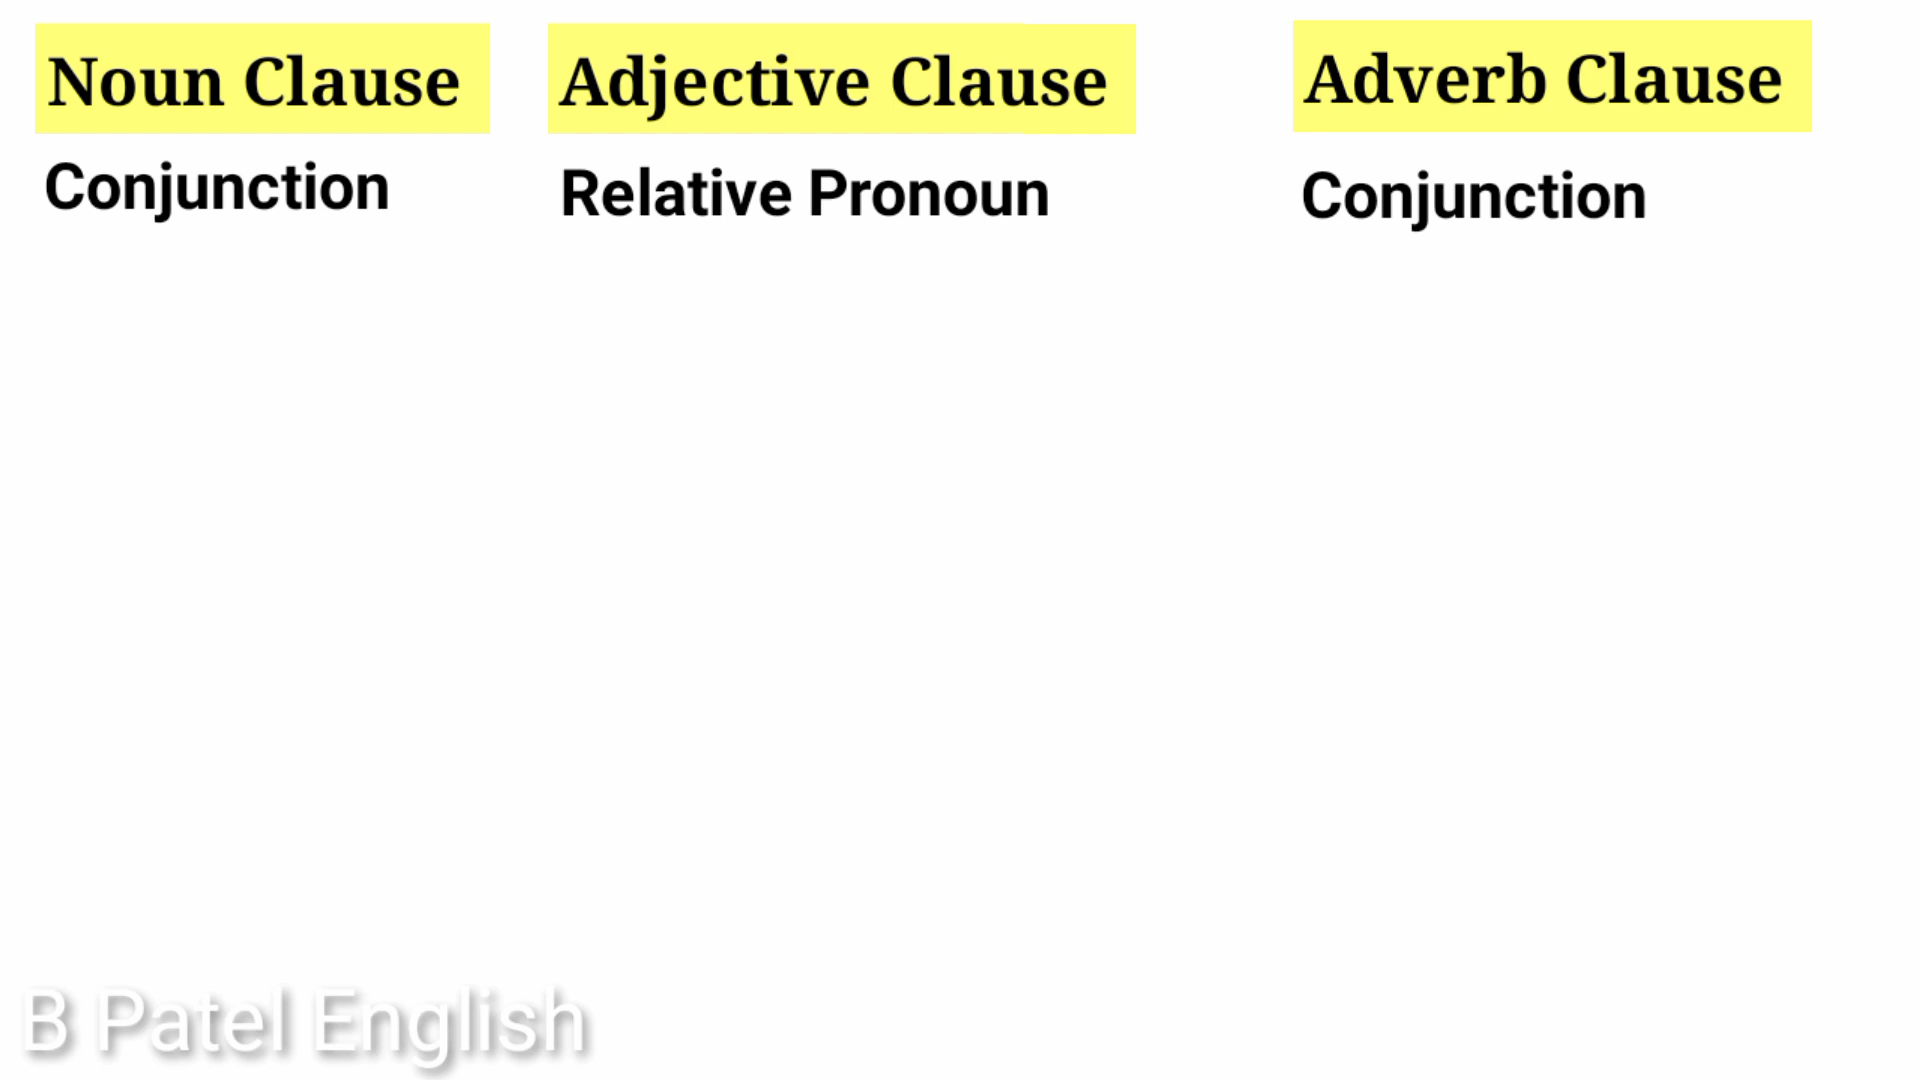 Noun Clause
Adjective Clause
Adverb Clause
Conjunction
Relative Pronoun
Conjunction
B Patel English